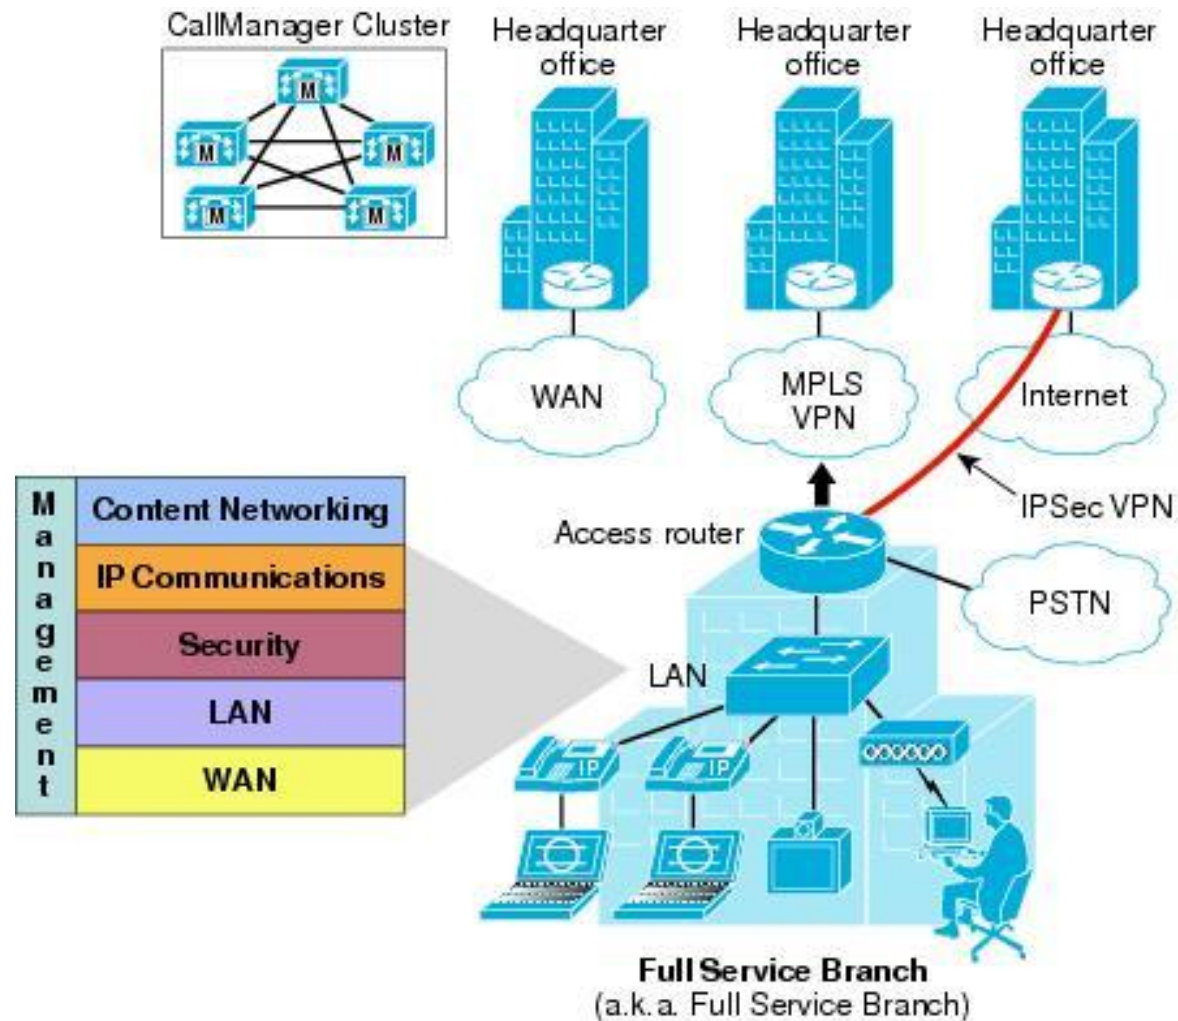 CallManager Cluster
M
M
M
M
M
Headquarter
office
Headquarter
office
Headquarter
office
WAN
MPLS
VPN
Internet
IPSec VPN
Access router
PSTN
LAN
IP
IP
Management
Content Networking
IP Communications
Security
LAN
WAN
Full Service Branch
(a.k.a. Full Service Branch)